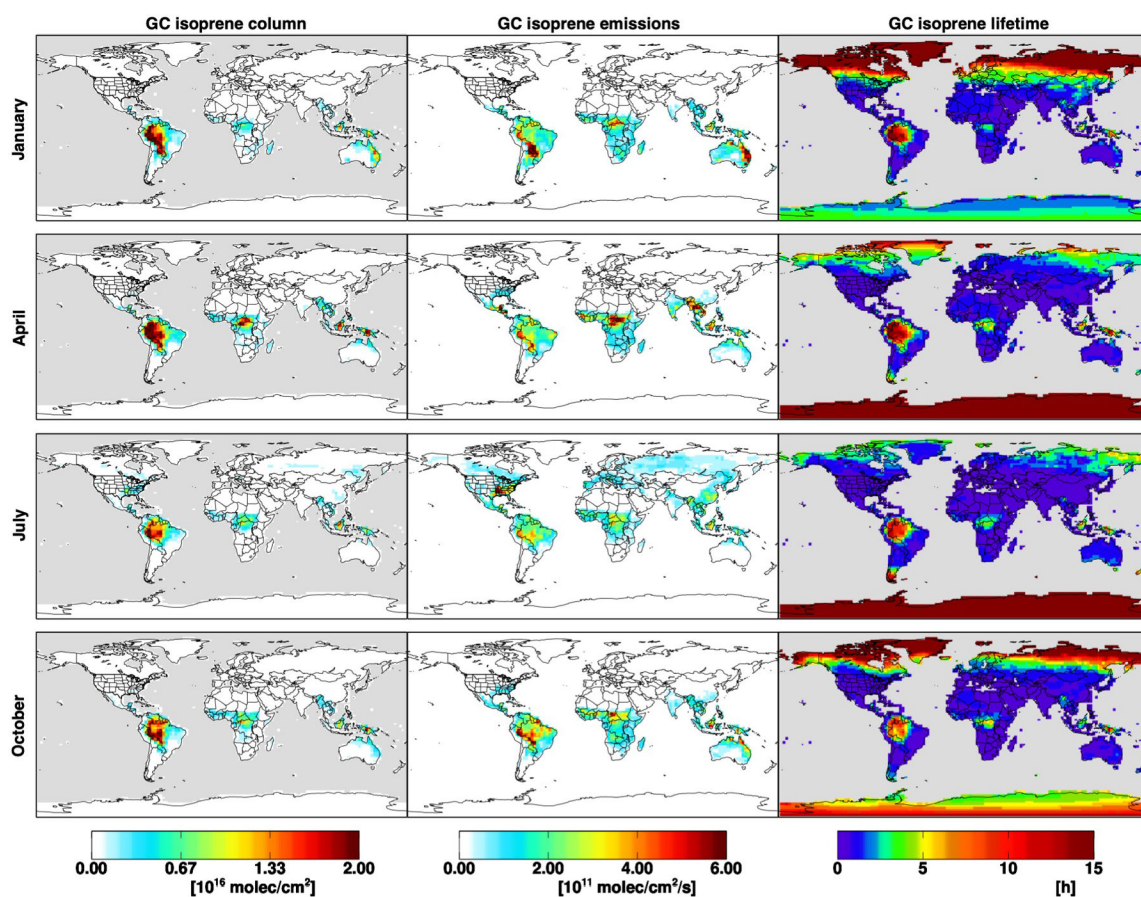 GC isoprene column GC isoprene emissions GC isoprene lifetime
January
April
July
October
0.00 0.67 1.33 2.00 0.00 2.00 4.00 6.00 0 5 10 15
[10¹⁶ molec/cm²] [10¹¹ molec/cm²/s] [h]